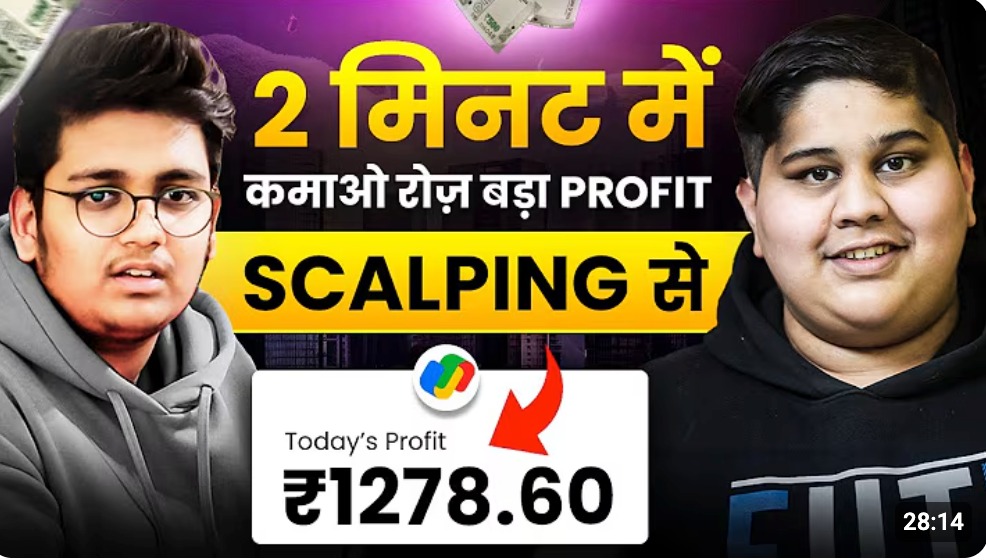 2 मिनट में
कमाओ रोज़ बड़ा PROFIT
SCALPING से
Today's Profit
₹1278.60
28:14